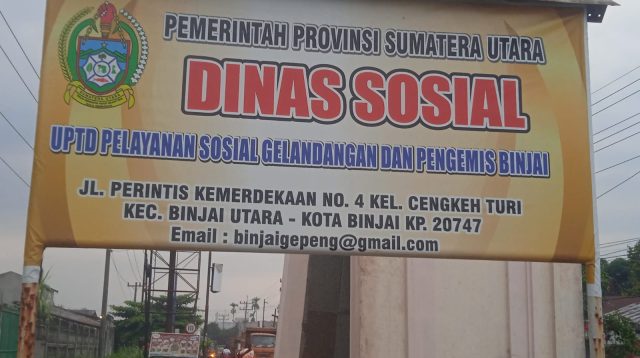 PEMERINTAH PROVINSI SUMATERA UTARA
DINAS SOSIAL
UPTD PELAYANAN SOSIAL GELANDANGAN DAN PENGEMIS BINJAI
JL. PERINTIS KEMERDEKAAN NO. 4 KEL. CENGKEH TURI
KEC. BINJAI UTARA - KOTA BINJAI KP. 20747
Email : binjaigepeng@gmail.com